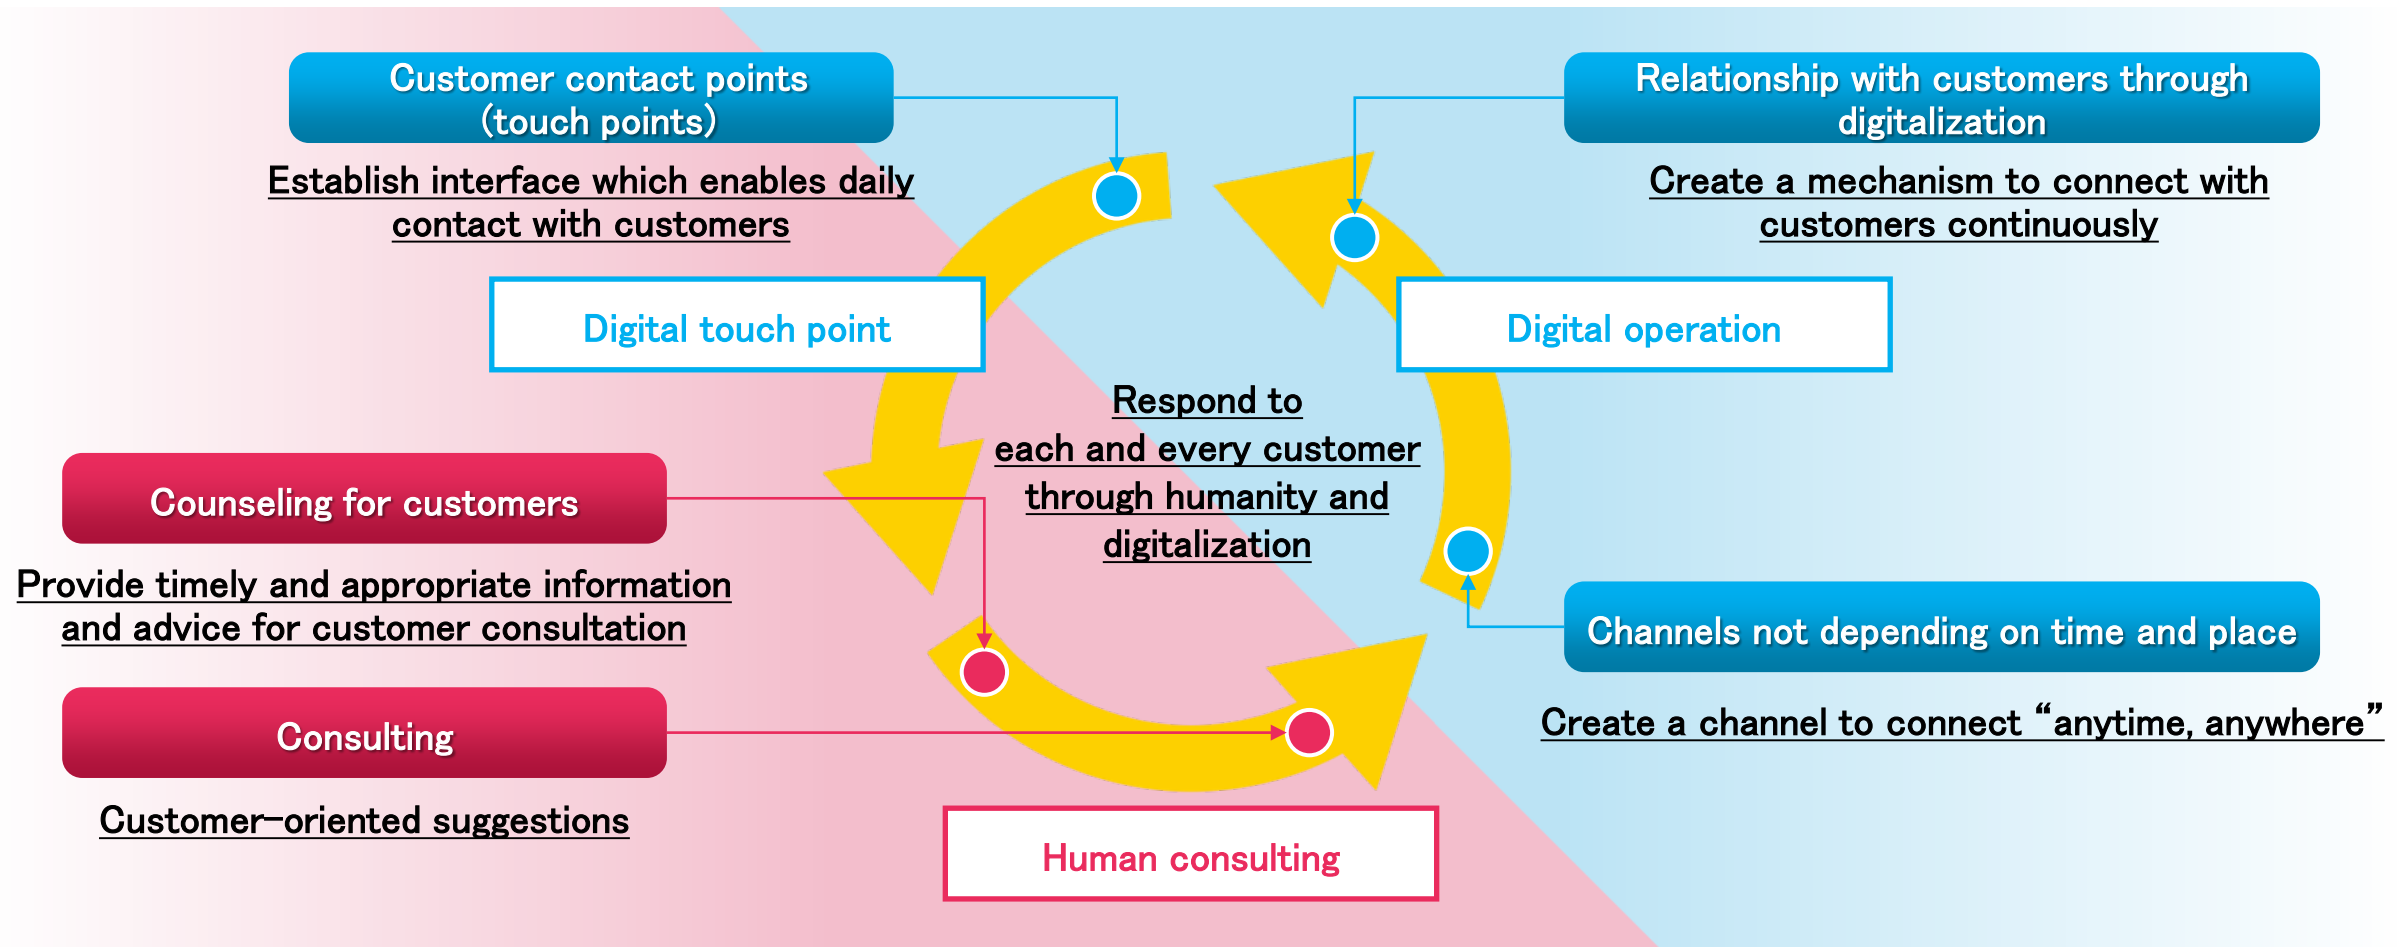 Customer contact points
(touch points)
Establish interface which enables daily
contact with customers
Relationship with customers through
digitalization
Create a mechanism to connect with
customers continuously
Digital touch point
Digital operation
Respond to
each and every customer
through humanity and
digitalization
Counseling for customers
Provide timely and appropriate information
and advice for customer consultation
Consulting
Customer-oriented suggestions
Channels not depending on time and place
Create a channel to connect “anytime, anywhere”
Human consulting